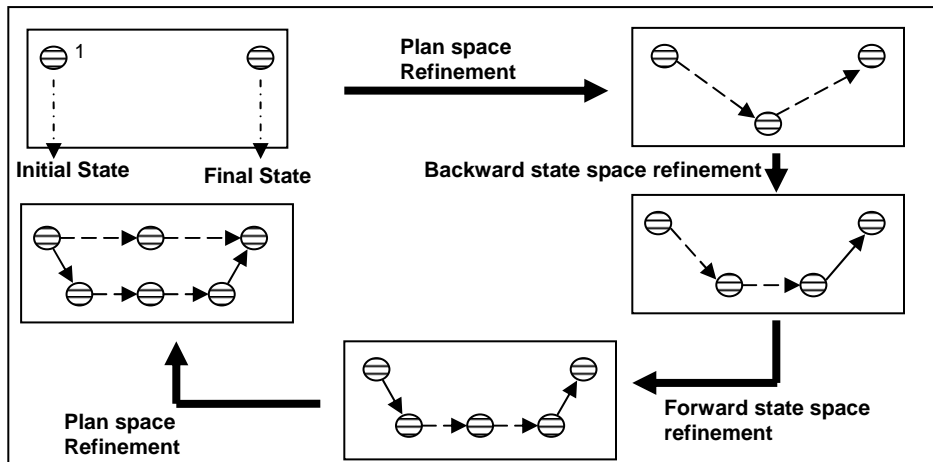 1
Plan space
Refinement
Initial State
Final State
Backward state space refinement
Forward state space
refinement
Plan space
Refinement